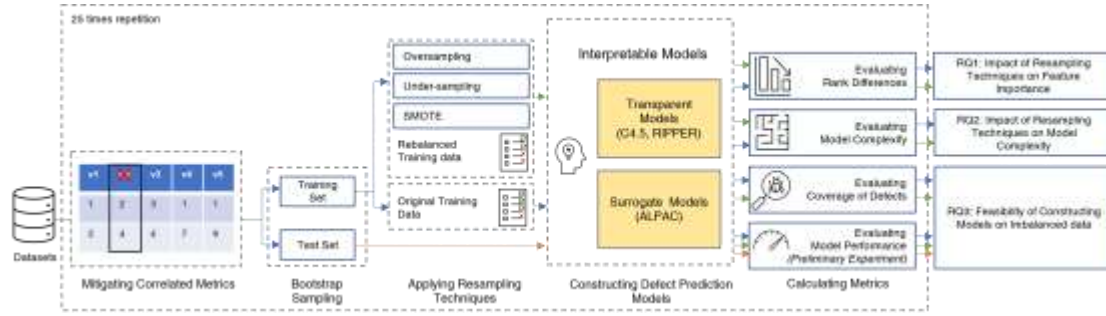 25 times repetition
Datasets
v1
v3
v4
v5
1
2
3
1
1
3
4
6
7
9
Mitigating Correlated Metrics
Training
Set
Test Set
Bootstrap
Sampling
Oversampling
Under-sampling
SMOTE
Rebalanced
Training data
Original Training
Data
Applying Resampling
Techniques
Interpretable Models
Transparent
Models
(C4.5, RIPPER)
Surrogate Models
(ALPAC)
Constructing Defect Prediction
Models
Evaluating
Rank Differences
Evaluating
Model Complexity
Evaluating
Coverage of Defects
Evaluating
Model Performance
(Preliminary Experiment)
Calculating Metrics
RQ1: Impact of Resampling
Techniques on Feature
Importance
RQ2: Impact of Resampling
Techniques on Model
Complexity
RQ3: Feasibility of Constructing
Models on Imbalanced data